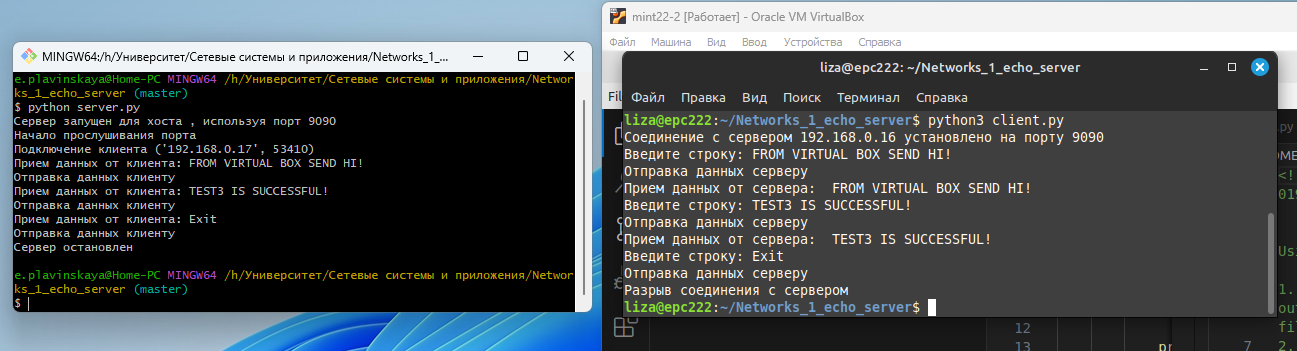 MINGW64:/h/Университет/Сетевые системы и приложения/Networks_1_...
e.plavinskaya@Home-PC MINGW64 /h/Университет/Сетевые системы и приложения/Networ
ks_1_echo_server (master)
$ python server.py
Сервер запущен для хоста , используя порт 9090
Начало прослушивания порта
Подключение клиента ('192.168.0.17', 53410)
Прием данных от клиента: FROM VIRTUAL BOX SEND HI!
Отправка данных клиенту
Прием данных от клиента: TEST3 IS SUCCESSFUL!
Отправка данных клиенту
Прием данных от клиента: Exit
Отправка данных клиенту
Сервер остановлен
e.plavinskaya@Home-PC MINGW64 /h/Университет/Сетевые системы и приложения/Networ
ks_1_echo_server (master)
$
mint22-2 [Работает] - Oracle VM VirtualBox
Файл Машина Вид Ввод Устройства Справка
liza@epc222: ~/Networks_1_echo_server
Fil
Файл Правка Вид Поиск Терминал Справка
liza@epc222:~/Networks_1_echo_server$ python3 client.py
Соединение с сервером 192.168.0.16 установлено на порту 9090
Введите строку: FROM VIRTUAL BOX SEND HI!
Отправка данных серверу
Прием данных от сервера:  FROM VIRTUAL BOX SEND HI!
Введите строку: TEST3 IS SUCCESSFUL!
Отправка данных серверу
Прием данных от сервера:  TEST3 IS SUCCESSFUL!
Введите строку: Exit
Отправка данных серверу
Разрыв соединения с сервером
liza@epc222:~/Networks_1_echo_server$
.py
OME
<!
019
Usi
1.
out
fil
2.
12
13 pr 7